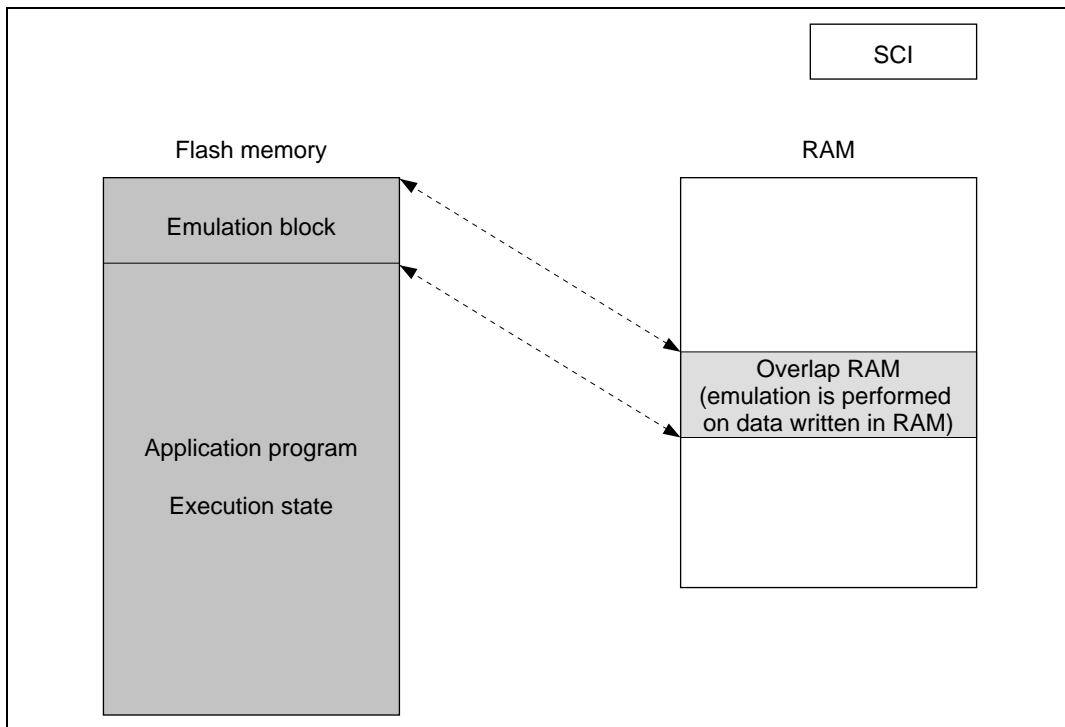 SCI
Flash memory
RAM
Emulation block
Overlap RAM
(emulation is performed
on data written in RAM)
Application program
Execution state